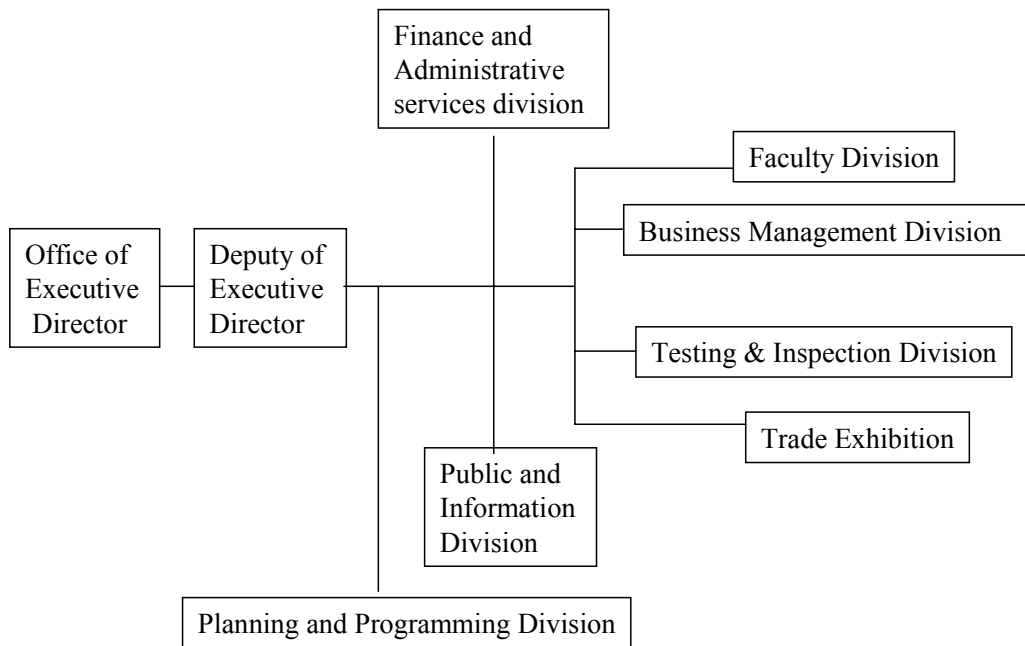 Finance and
Administrative
services division
Faculty Division
Business Management Division
Office of
Executive
Director
Deputy of
Executive
Director
Testing & Inspection Division
Trade Exhibition
Public and
Information
Division
Planning and Programming Division